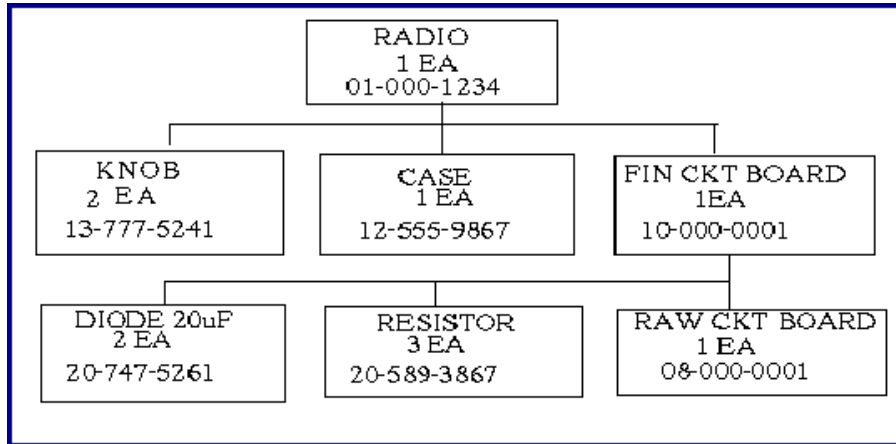 RADIO
1 EA
01-000-1234
KNOB
2 EA
13-777-5241
CASE
1 EA
12-555-9867
FIN CKT BOARD
1EA
10-000-0001
DIODE 20uF
2 EA
20-747-5261
RESISTOR
3 EA
20-589-3867
RAW CKT BOARD
1 EA
08-000-0001